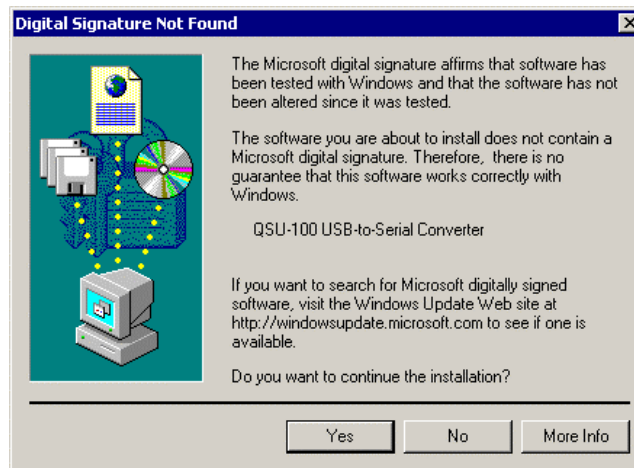 Digital Signature Not Found
The Microsoft digital signature affirms that software has
been tested with Windows and that the software has not
been altered since it was tested.
The software you are about to install does not contain a
Microsoft digital signature. Therefore, there is no
guarantee that this software works correctly with
Windows.
QSU-100 USB-to-Serial Converter
If you want to search for Microsoft digitally signed
software, visit the Windows Update Web site at
http://windowsupdate.microsoft.com to see if one is
available.
Do you want to continue the installation?
Yes No More Info